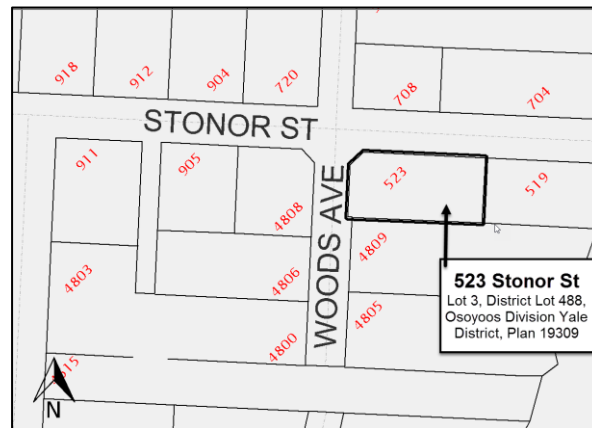 918
912
904
720
708
704
STONOR ST
911
905
523
519
4808
WOODS AVE
4809
4803
4806
4805
4800
523 Stonor St
Lot 3, District Lot 488,
Osoyoos Division Yale
District, Plan 19309
N